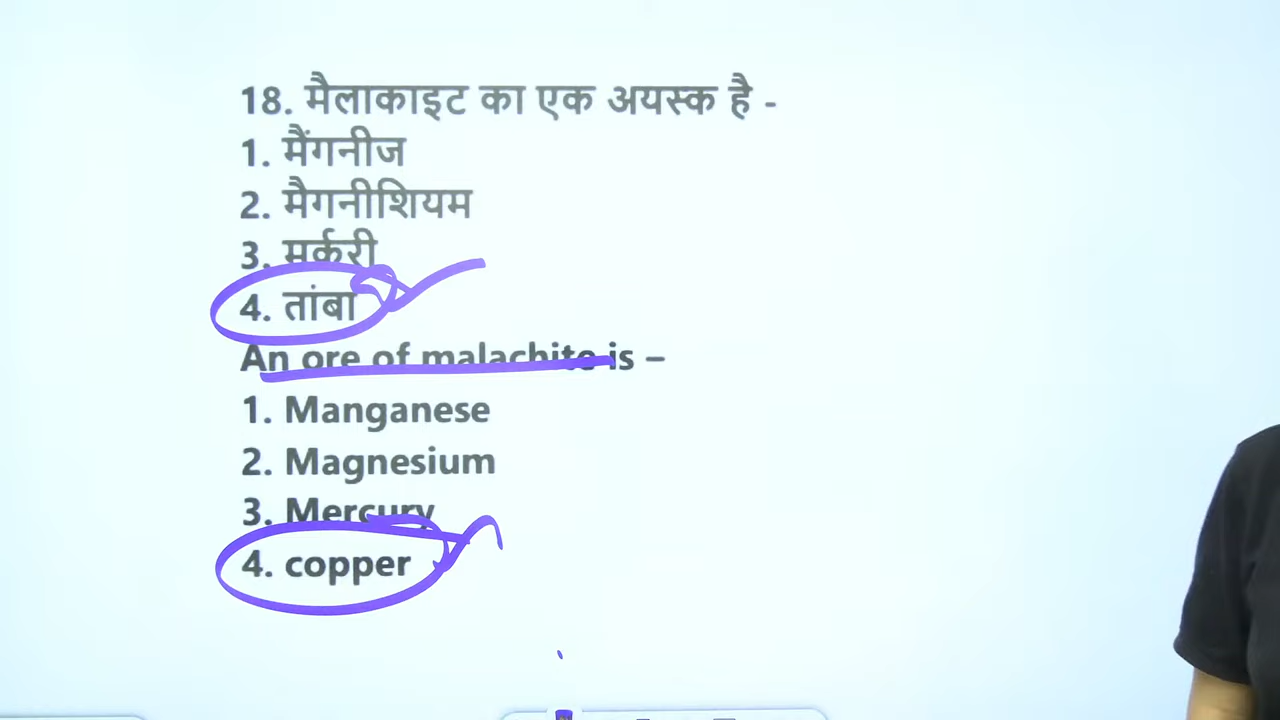 18. मैलाकाइट का एक अयस्क है -
1. मैंगनीज
2. मैगनीशियम
3. मर्करी
4. तांबा
An ore of malachite is –
1. Manganese
2. Magnesium
3. Mercury
4. copper